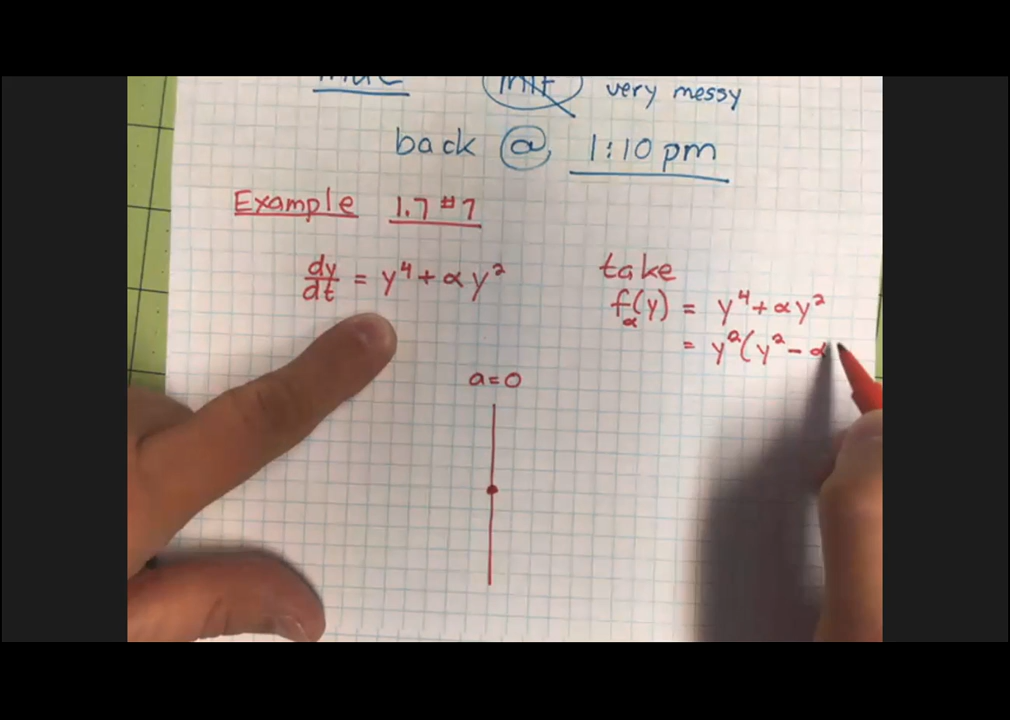 MTF very messy
back @ 1:10 pm
Example 1.7 #7
dy/dt = y⁴ + αy²
take
f_α(y) = y⁴ + αy²
= y²(y² - α
a=0